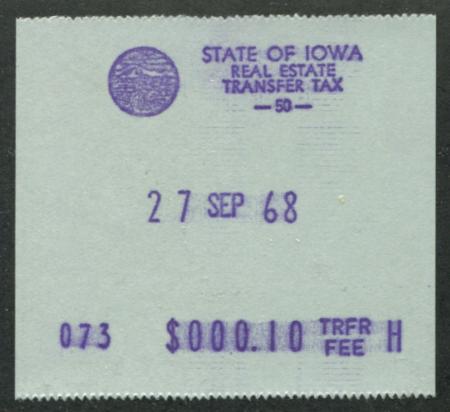 STATE OF IOWA
REAL ESTATE
TRANSFER TAX
—50—
27 SEP 68
073 $000.10 TRFR FEE H